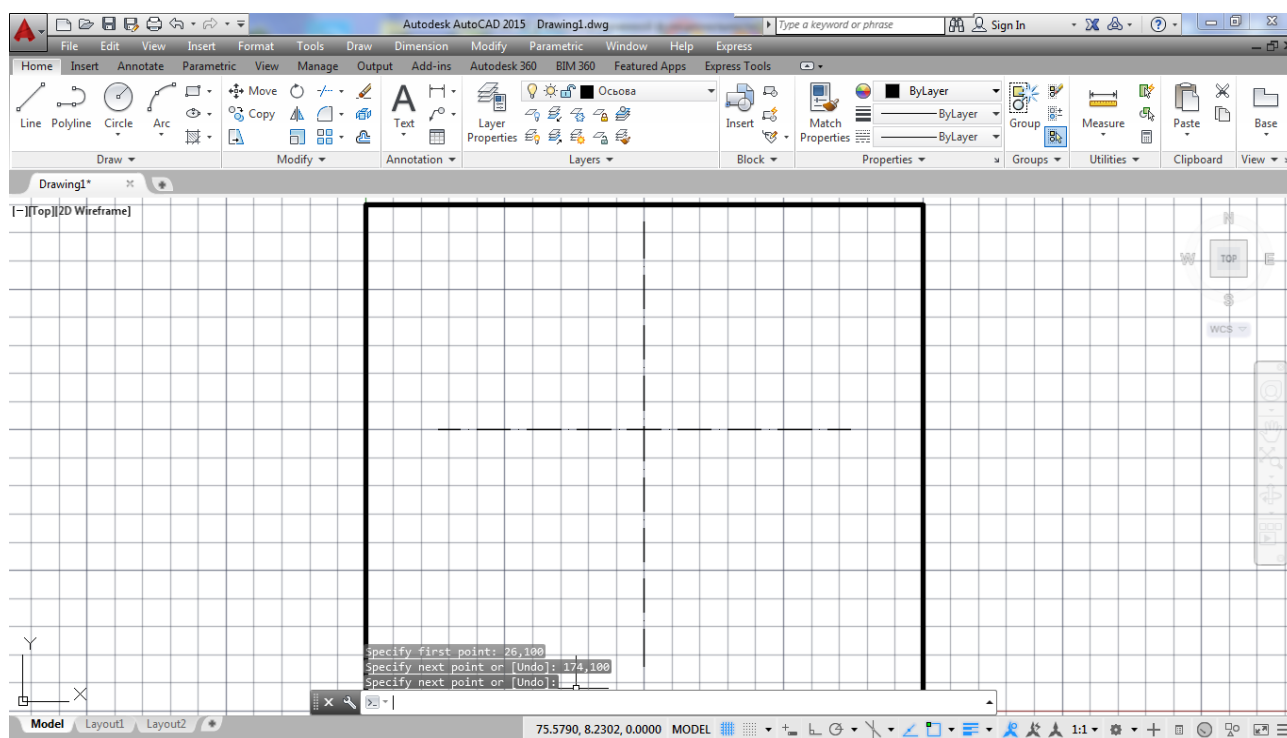 Autodesk AutoCAD 2015 Drawing1.dwg Type a keyword or phrase Sign In
File Edit View Insert Format Tools Draw Dimension Modify Parametric Window Help Express
Home Insert Annotate Parametric View Manage Output Add-ins Autodesk 360 BIM 360 Featured Apps Express Tools
Move Осьова ByLayer
Line Polyline Circle Arc Copy Text Layer Properties Insert Match Properties ByLayer Group Measure Paste Base
ByLayer
Draw Modify Annotation Layers Block Properties Groups Utilities Clipboard View
Drawing1*
[−][Top][2D Wireframe]
N
W TOP E
S
WCS
Y
X
Specify first point: 26,100
Specify next point or [Undo]: 174,100
Specify next point or [Undo]:
Model Layout1 Layout2
75.5790, 8.2302, 0.0000 MODEL 1:1